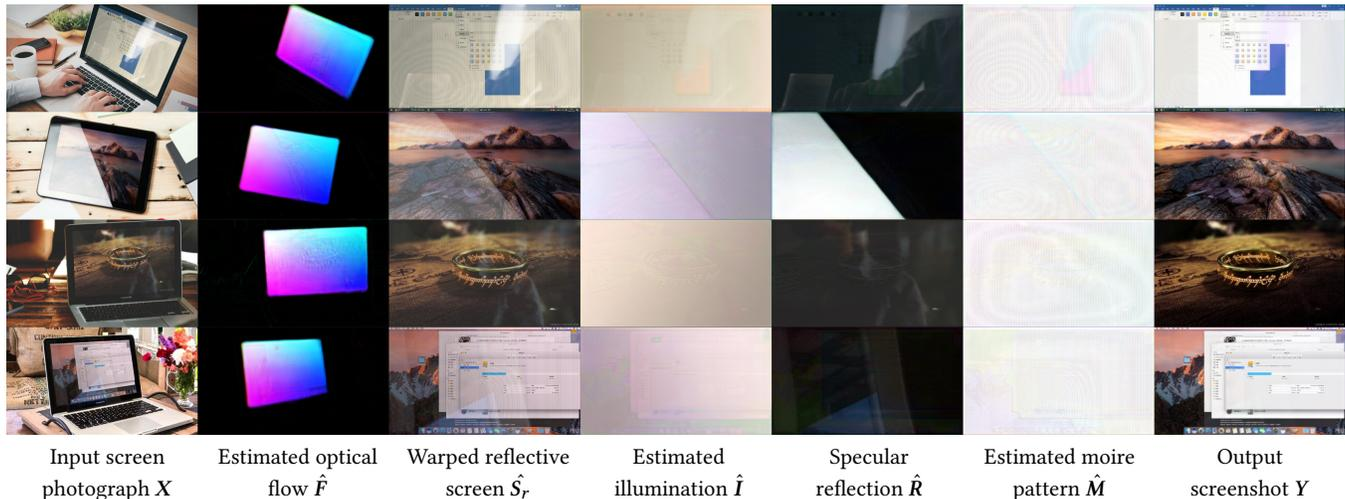 Input screen
photograph X
Estimated optical
flow F̂
Warped reflective
screen Ŝr
Estimated
illumination Î
Specular
reflection R̂
Estimated moire
pattern M̂
Output
screenshot Y